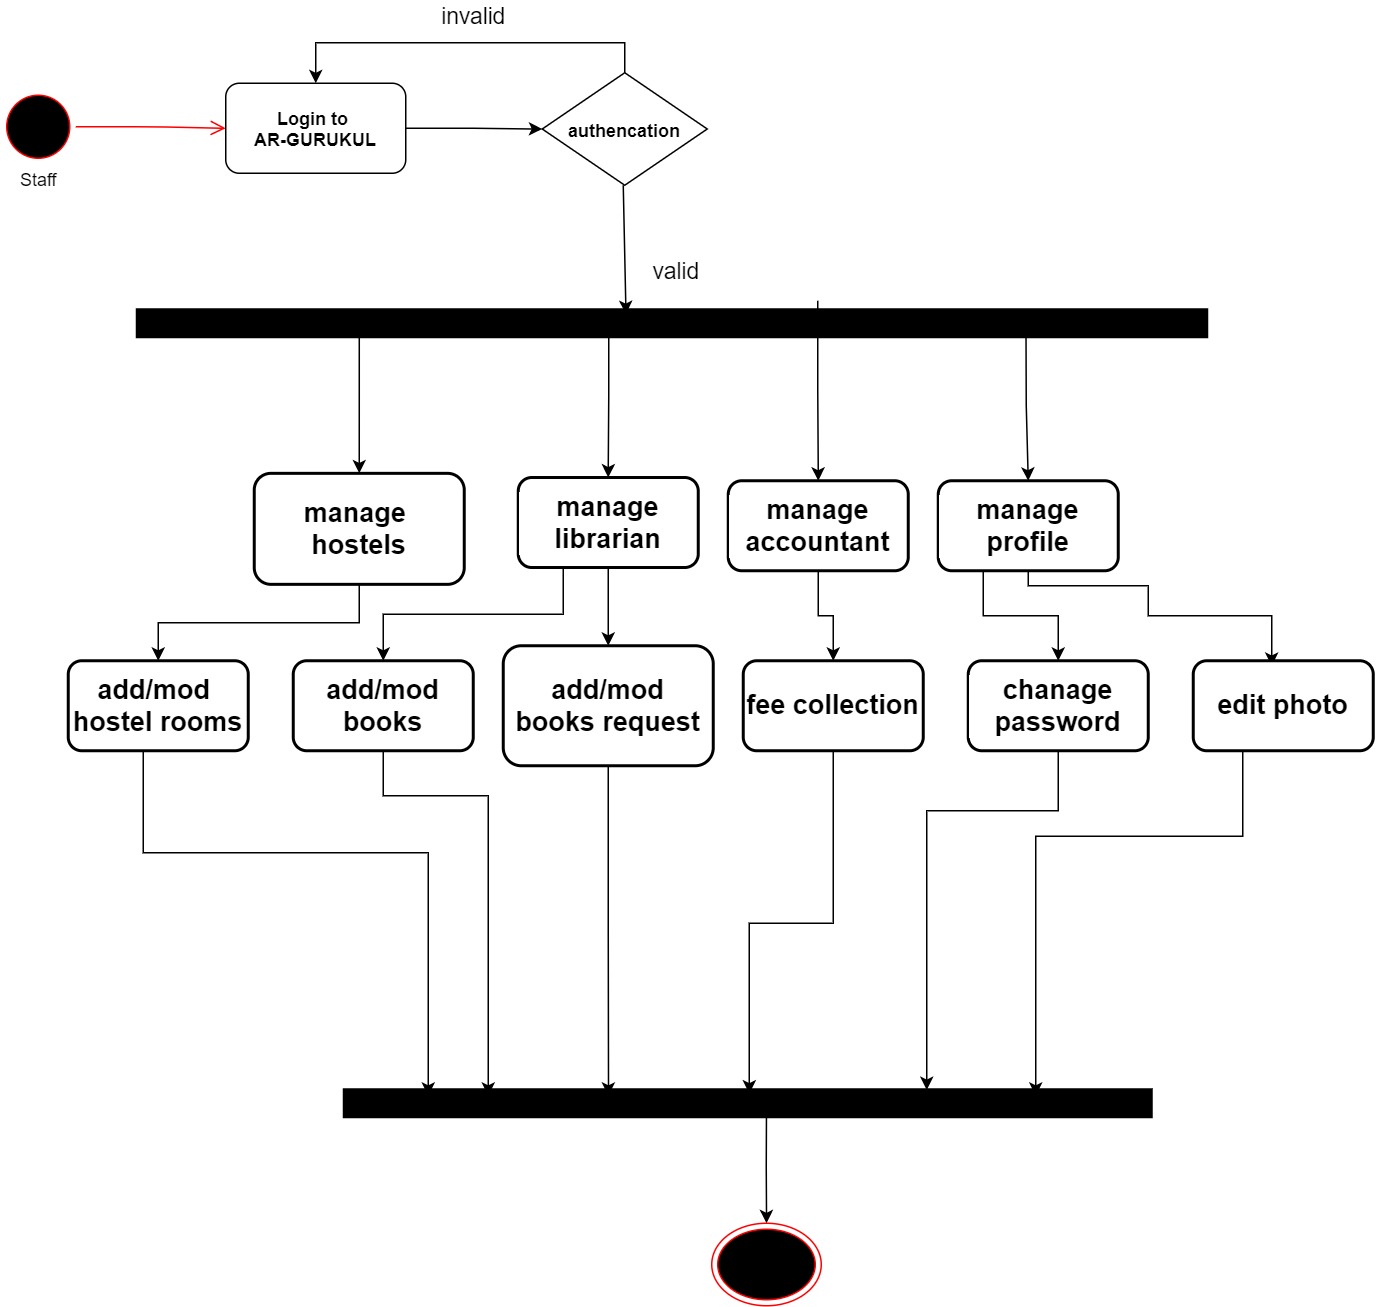 invalid
Login to
AR-GURUKUL
authencation
Staff
valid
manage
hostels
manage
librarian
manage
accountant
manage
profile
add/mod
hostel rooms
add/mod
books
add/mod
books request
fee collection
chanage
password
edit photo